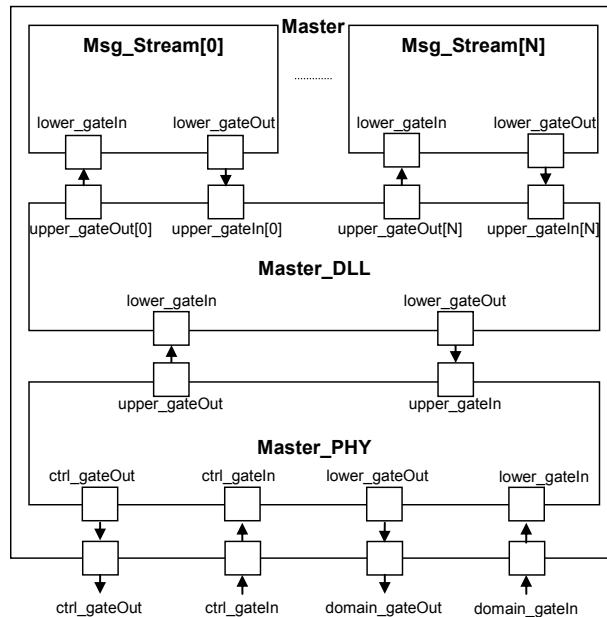 Master
Msg_Stream[0] Msg_Stream[N]
lower_gateIn lower_gateOut lower_gateIn lower_gateOut
upper_gateOut[0] upper_gateIn[0] upper_gateOut[N] upper_gateIn[N]
Master_DLL
lower_gateIn lower_gateOut
upper_gateOut upper_gateIn
Master_PHY
ctrl_gateOut ctrl_gateIn lower_gateOut lower_gateIn
ctrl_gateOut ctrl_gateIn domain_gateOut domain_gateIn